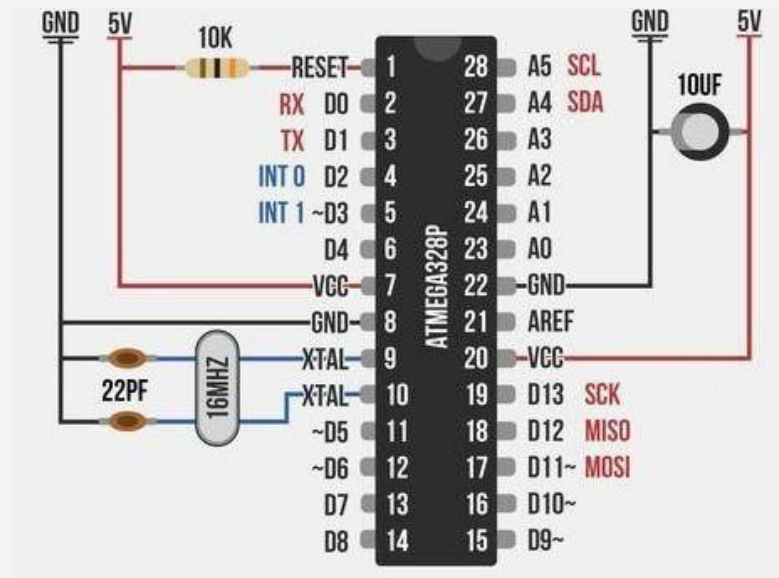 GND 5V
10K
GND 5V
10UF
RESET 1
RX D0 2
TX D1 3
INT 0 D2 4
INT 1 ~D3 5
D4 6
VCC 7
GND 8
XTAL 9
XTAL 10
~D5 11
~D6 12
D7 13
D8 14
22PF
16MHZ
ATMEGA328P
28 A5 SCL
27 A4 SDA
26 A3
25 A2
24 A1
23 A0
22 GND
21 AREF
20 VCC
19 D13 SCK
18 D12 MISO
17 D11~ MOSI
16 D10~
15 D9~